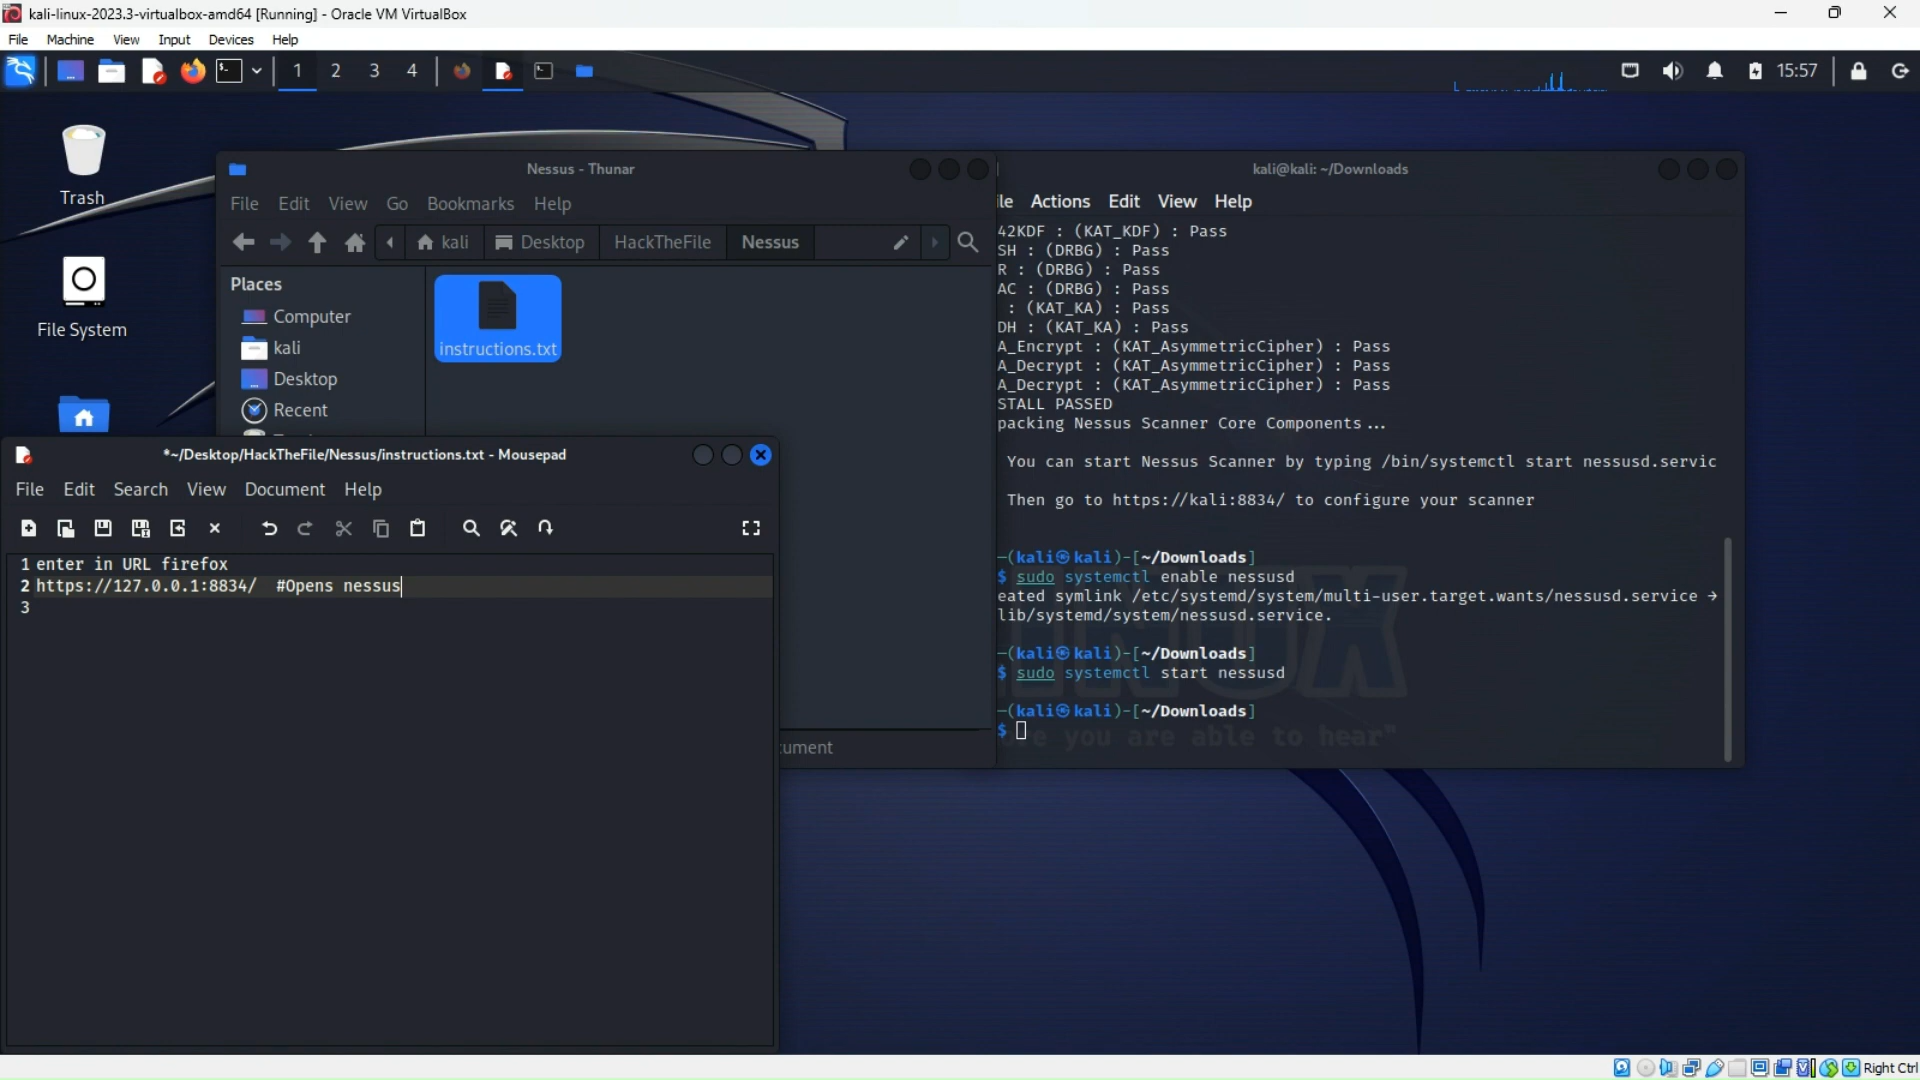 kali-linux-2023.3-virtualbox-amd64 [Running] - Oracle VM VirtualBox
File Machine View Input Devices Help
1 2 3 4 15:57
Trash
File System
Nessus - Thunar
File Edit View Go Bookmarks Help
kali Desktop HackTheFile Nessus
Places
Computer
kali
Desktop
Recent
instructions.txt
cument
kali@kali: ~/Downloads
ile Actions Edit View Help
42KDF : (KAT_KDF) : Pass
SH : (DRBG) : Pass
R : (DRBG) : Pass
AC : (DRBG) : Pass
: (KAT_KA) : Pass
DH : (KAT_KA) : Pass
A_Encrypt : (KAT_AsymmetricCipher) : Pass
A_Decrypt : (KAT_AsymmetricCipher) : Pass
A_Decrypt : (KAT_AsymmetricCipher) : Pass
STALL PASSED
packing Nessus Scanner Core Components ...
You can start Nessus Scanner by typing /bin/systemctl start nessusd.servic
Then go to https://kali:8834/ to configure your scanner
(kali㉿kali)-[~/Downloads]
$ sudo systemctl enable nessusd
eated symlink /etc/systemd/system/multi-user.target.wants/nessusd.service →
lib/systemd/system/nessusd.service.
(kali㉿kali)-[~/Downloads]
$ sudo systemctl start nessusd
(kali㉿kali)-[~/Downloads]
$
you are able to hear"
*~/Desktop/HackTheFile/Nessus/instructions.txt - Mousepad
File Edit Search View Document Help
1 enter in URL firefox
2 https://127.0.0.1:8834/ #Opens nessus
3
Right Ctrl